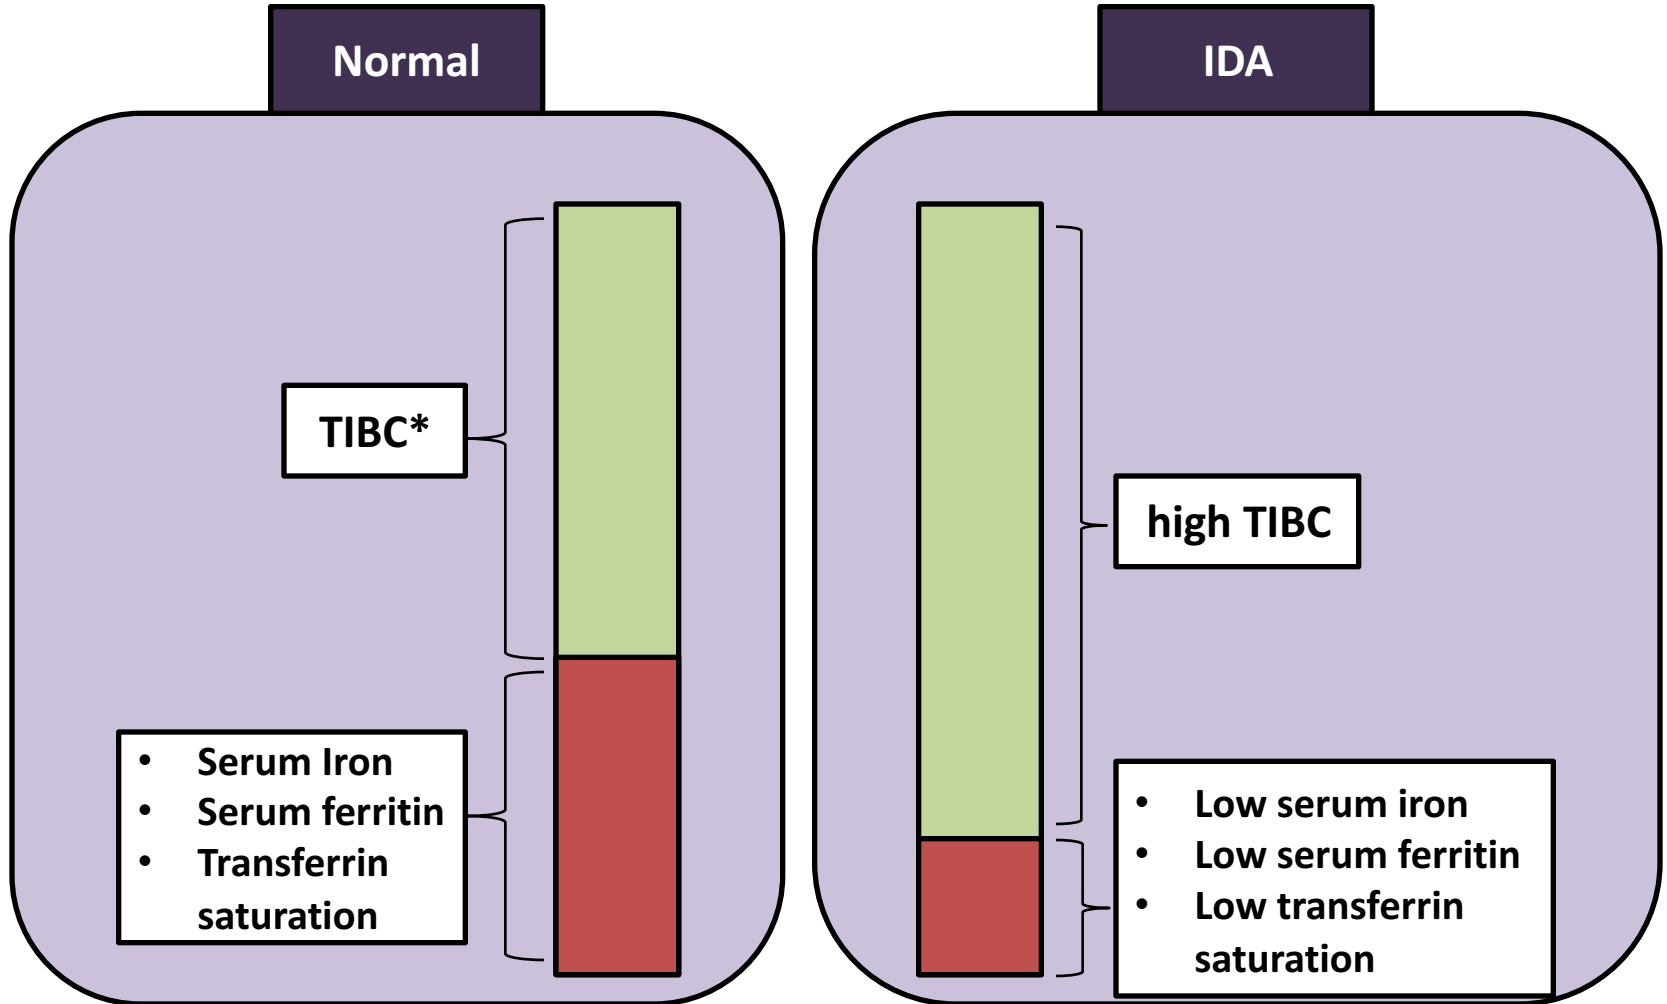 Normal
TIBC*
• Serum Iron
• Serum ferritin
• Transferrin
saturation
IDA
high TIBC
• Low serum iron
• Low serum ferritin
• Low transferrin
saturation